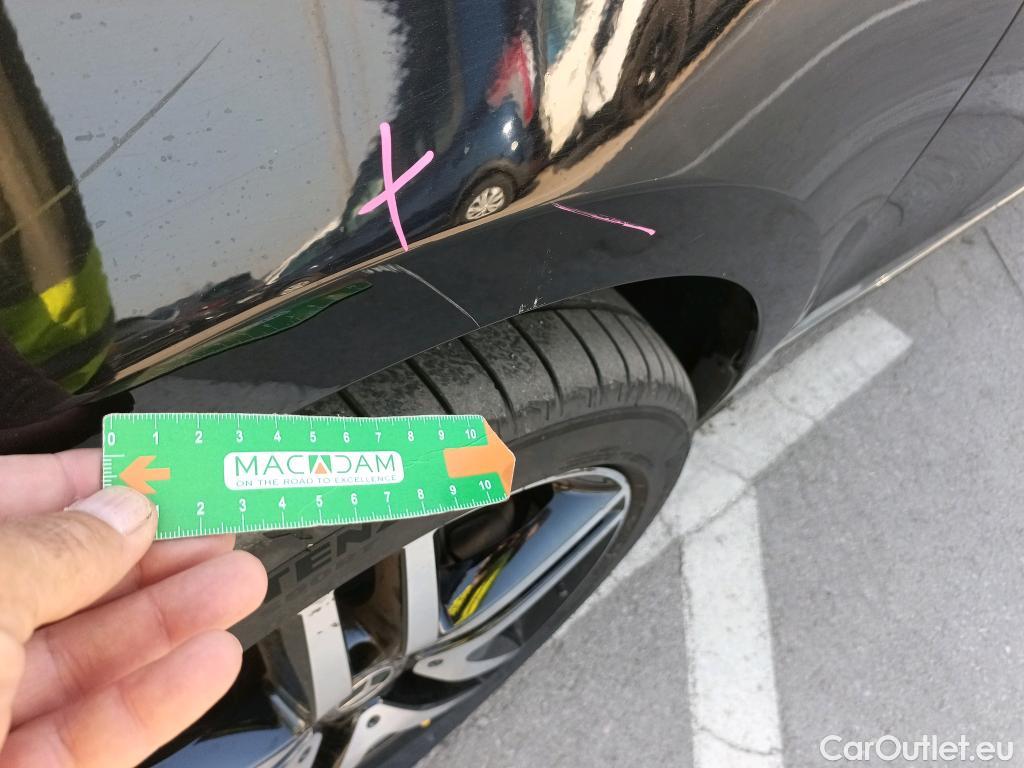 0 1 2 3 4 5 6 7 8 9 10
MACADAM
ON THE ROAD TO EXCELLENCE
2 3 4 5 6 7 8 9 10
TEN
CarOutlet.eu